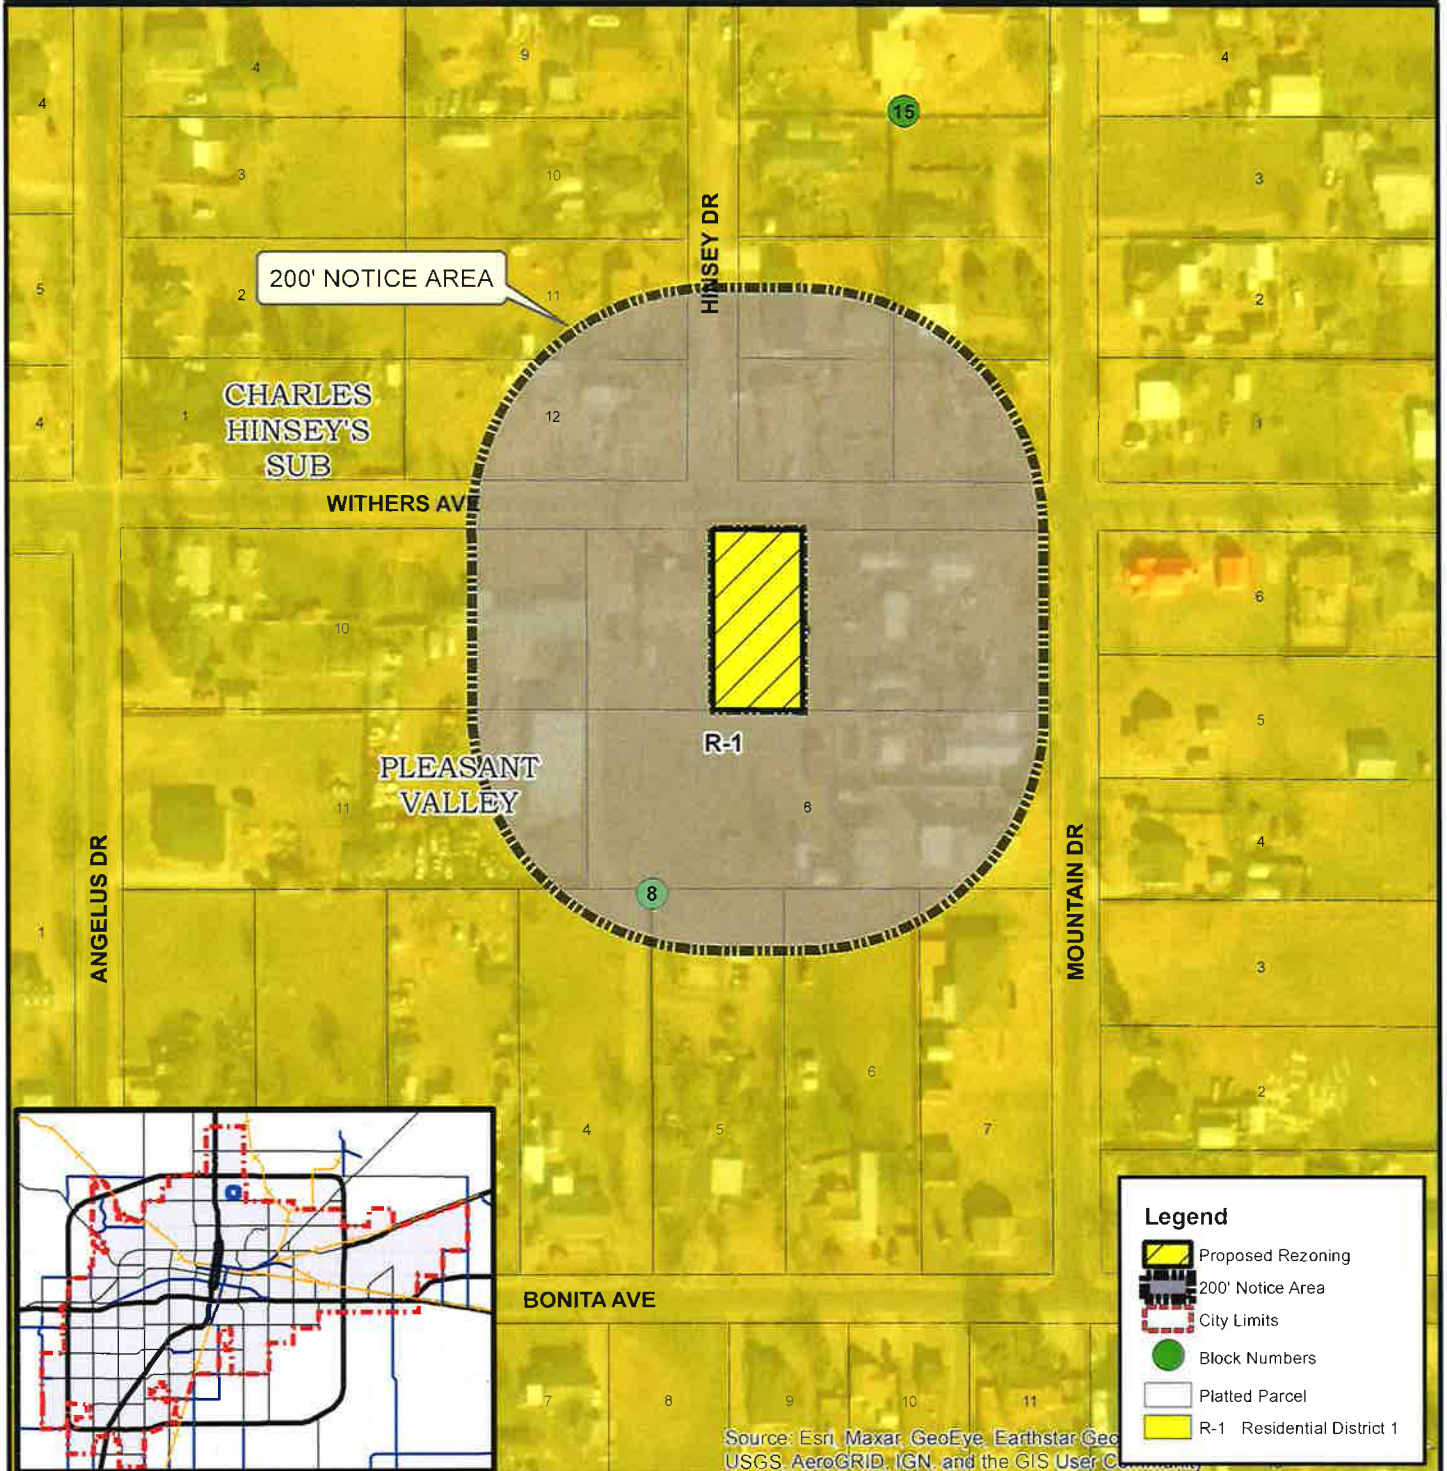 4
9
4
4
15
3
10
3
HINSEY DR
200' NOTICE AREA
5
2
11
2
CHARLES
HINSEY'S
SUB
1
12
4
1
WITHERS AVE
6
10
5
R-1
PLEASANT
VALLEY
11
8
4
ANGELUS DR
MOUNTAIN DR
8
1
3
6
2
4
5
7
Legend
Proposed Rezoning
200' Notice Area
City Limits
Block Numbers
Platted Parcel
R-1 Residential District 1
BONITA AVE
7
8
9
10
11
Source: Esri, Maxar, GeoEye, Earthstar Geo
USGS, AeroGRID, IGN, and the GIS User Community